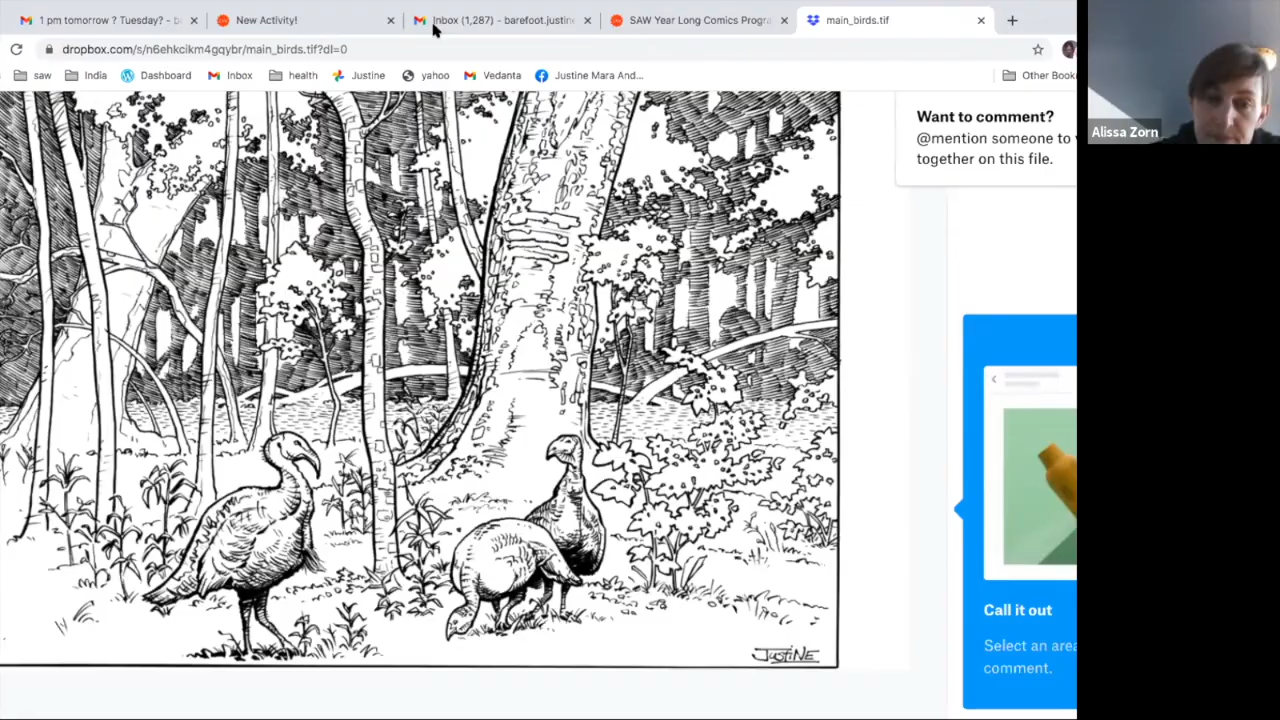 1 pm tomorrow ? Tuesday? - b
New Activity!
Inbox (1,287) - barefoot.justine
SAW Year Long Comics Progra
main_birds.tif
dropbox.com/s/n6ehkcikm4gqybr/main_birds.tif?dl=0
saw
India
Dashboard
Inbox
health
Justine
yahoo
Vedanta
Justine Mara And...
Other Book
Want to comment?
@mention someone to
together on this file.
Alissa Zorn
Call it out
Select an area
comment.
JUSTINE